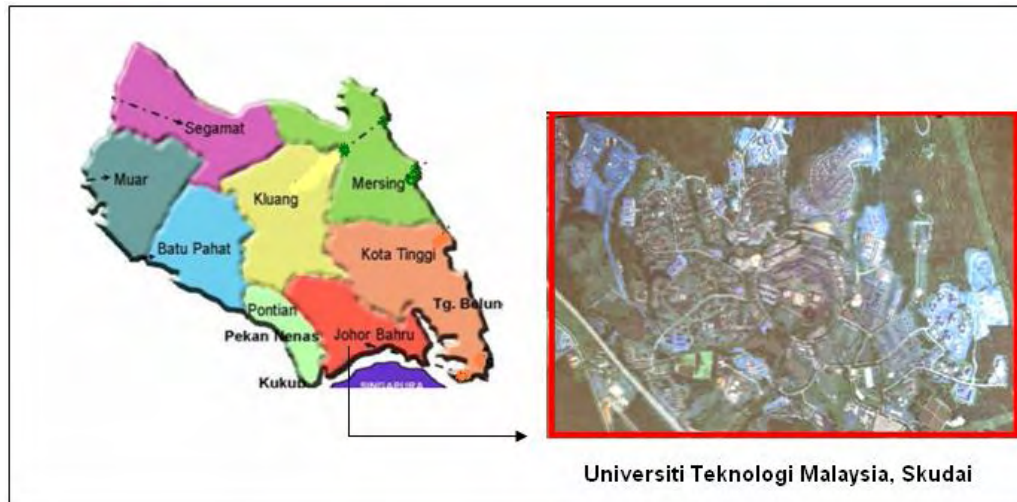 Segamat
Muar
Kluang
Mersing
Batu Pahat
Kota Tinggi
Pontian
Tg. Belun
Pekan Nenas
Johor Bahru
Kukub
SINGAPURA
Universiti Teknologi Malaysia, Skudai